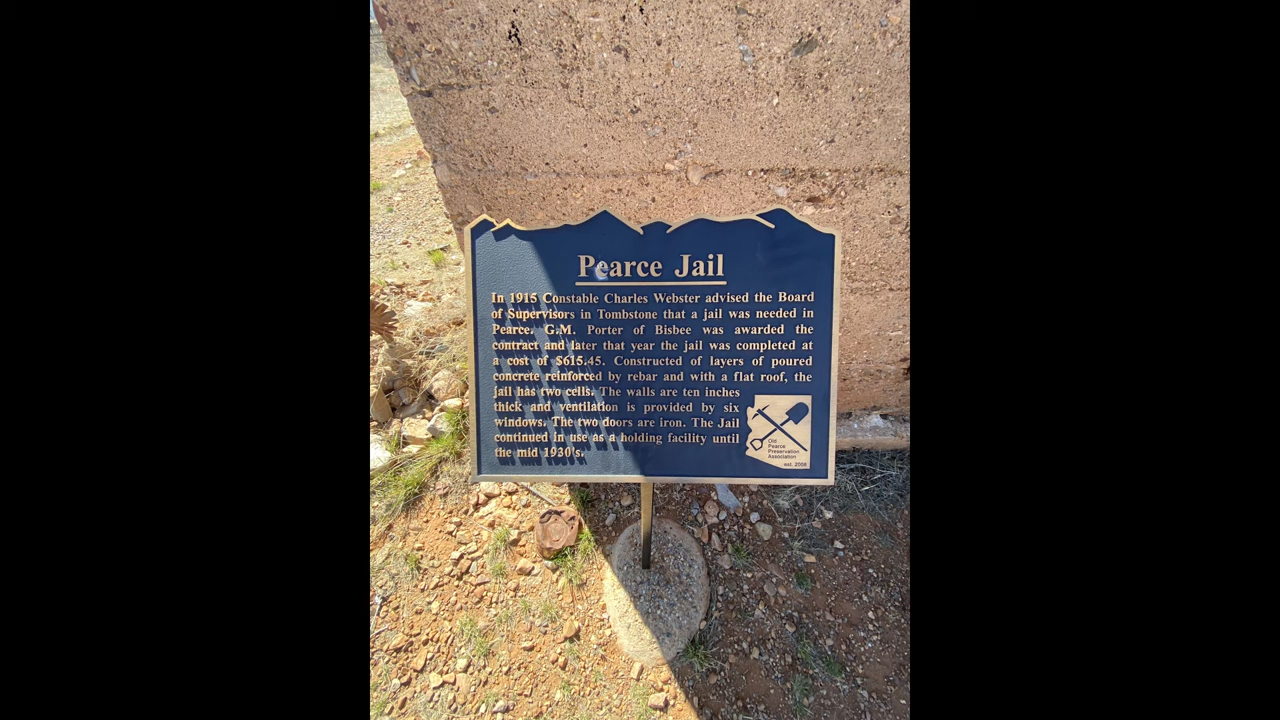 Pearce Jail
In 1915 Constable Charles Webster advised the Board
of Supervisors in Tombstone that a jail was needed in
Pearce. G.M. Porter of Bisbee was awarded the
contract and later that year the jail was completed at
a cost of $615.45. Constructed of layers of poured
concrete reinforced by rebar and with a flat roof, the
jail has two cells. The walls are ten inches
thick and ventilation is provided by six
windows. The two doors are iron. The Jail
continued in use as a holding facility until
the mid 1930's.
Old
Pearce
Preservation
Association
est. 2008